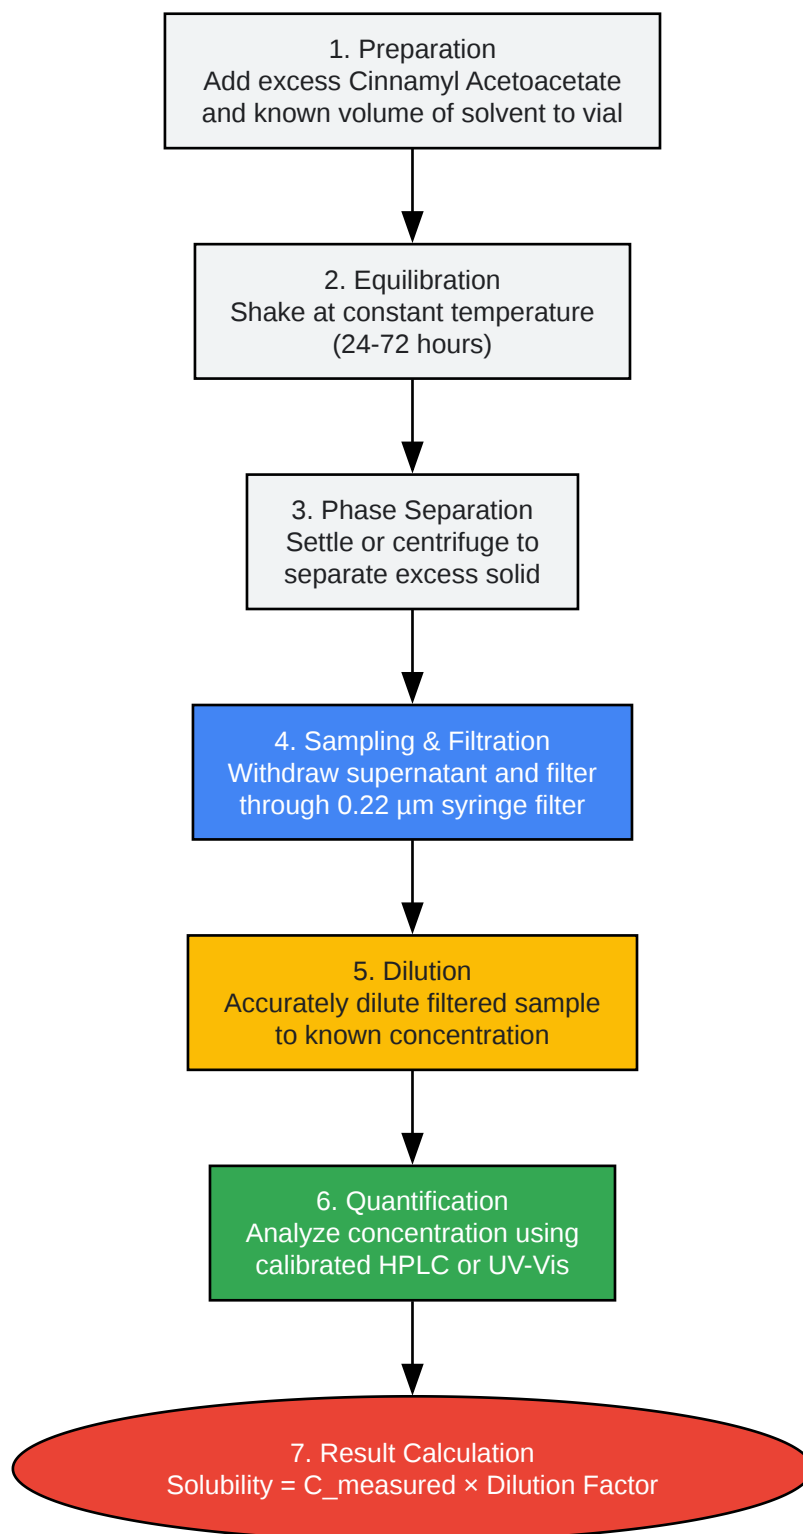 1. Preparation
Add excess Cinnamyl Acetoacetate
and known volume of solvent to vial
2. Equilibration
Shake at constant temperature
(24-72 hours)
3. Phase Separation
Settle or centrifuge to
separate excess solid
4. Sampling & Filtration
Withdraw supernatant and filter
through 0.22 µm syringe filter
5. Dilution
Accurately dilute filtered sample
to known concentration
6. Quantification
Analyze concentration using
calibrated HPLC or UV-Vis
7. Result Calculation
Solubility = C_measured × Dilution Factor